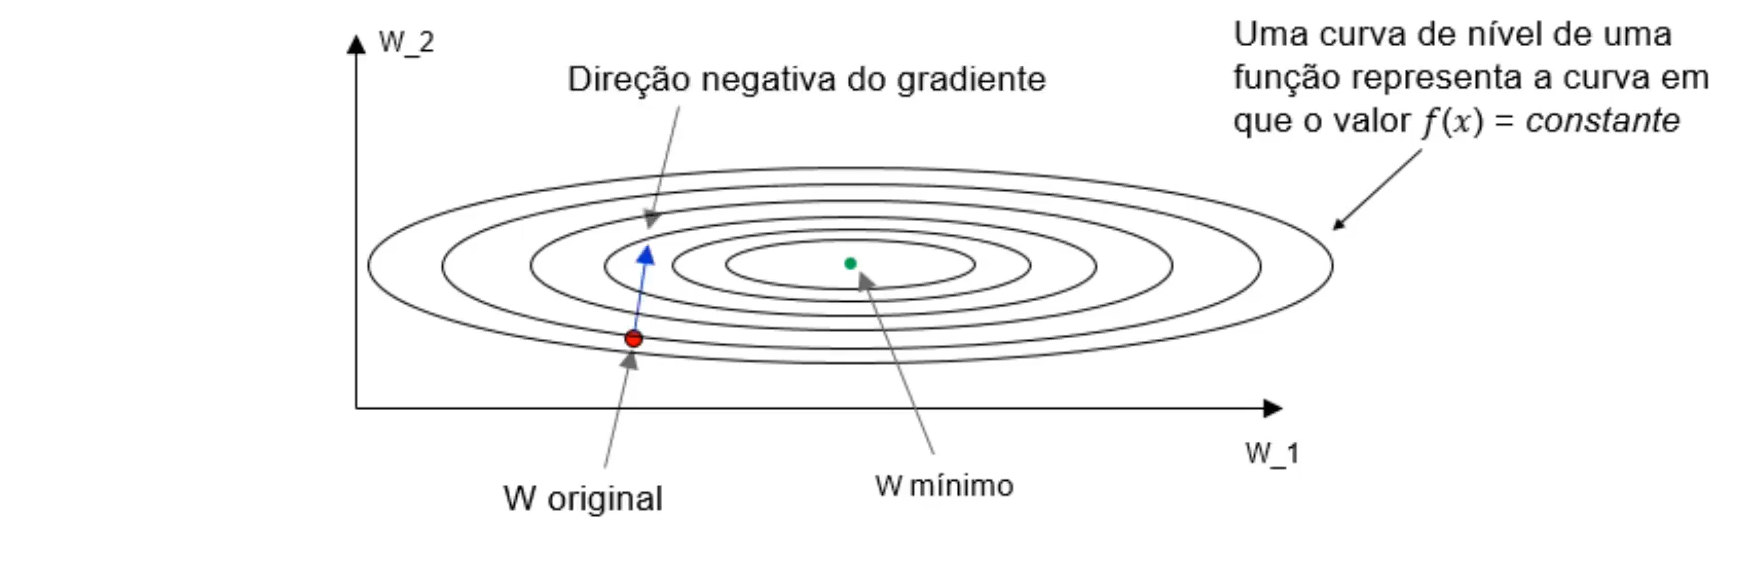 W_2
Direção negativa do gradiente
Uma curva de nível de uma
função representa a curva em
que o valor f(x) = constante
W_1
W original
W mínimo